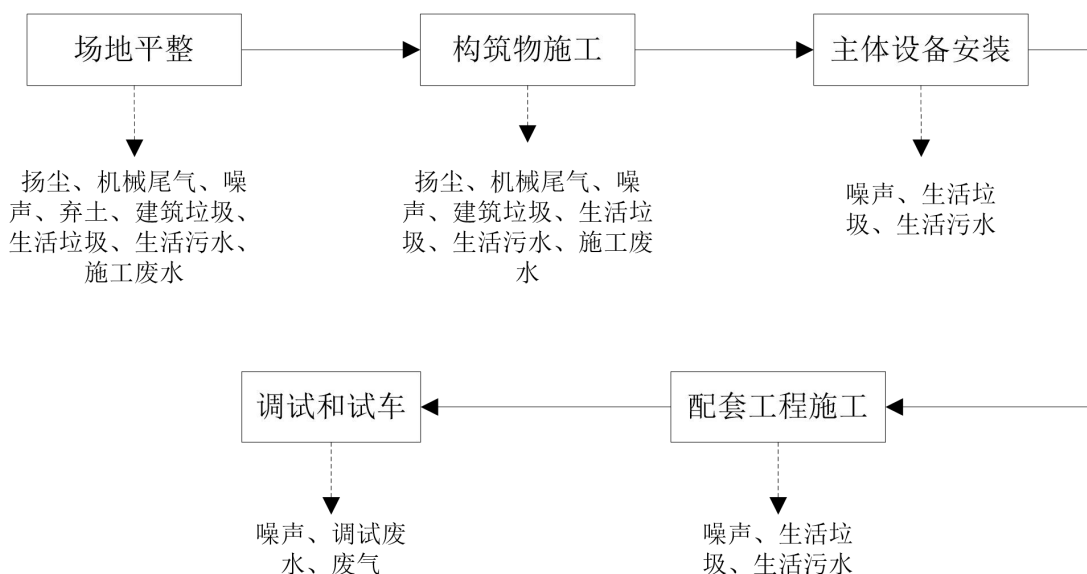 场地平整
构筑物施工
主体设备安装
扬尘、机械尾气、噪
声、弃土、建筑垃圾、
生活垃圾、生活污水、
施工废水
扬尘、机械尾气、噪
声、建筑垃圾、生活垃
圾、生活污水、施工废
水
噪声、生活垃
圾、生活污水
调试和试车
配套工程施工
噪声、调试废
水、废气
噪声、生活垃
圾、生活污水